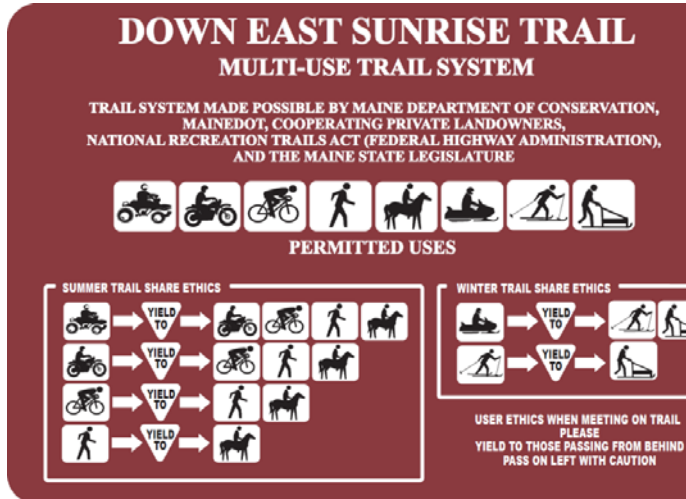 DOWN EAST SUNRISE TRAIL
MULTI-USE TRAIL SYSTEM
TRAIL SYSTEM MADE POSSIBLE BY MAINE DEPARTMENT OF CONSERVATION,
MAINEDOT, COOPERATING PRIVATE LANDOWNERS,
NATIONAL RECREATION TRAILS ACT (FEDERAL HIGHWAY ADMINISTRATION),
AND THE MAINE STATE LEGISLATURE
PERMITTED USES
SUMMER TRAIL SHARE ETHICS
YIELD
TO
YIELD
TO
YIELD
TO
YIELD
TO
WINTER TRAIL SHARE ETHICS
YIELD
TO
YIELD
TO
USER ETHICS WHEN MEETING ON TRAIL
PLEASE
YIELD TO THOSE PASSING FROM BEHIND
PASS ON LEFT WITH CAUTION